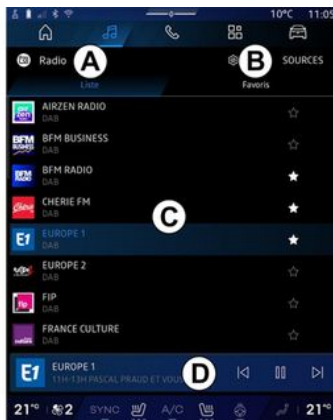 10°C 11:09
Radio A B SOURCES
Liste Favoris
AIRZEN RADIO
DAB
BFM BUSINESS
DAB
BFM RADIO
DAB
CHERIE FM
DAB
C
EUROPE 1
DAB
EUROPE 2
DAB
FIP
DAB
FRANCE CULTURE
DAB
E1 EUROPE 1
11H-13H PASCAL PRAUD ET VOUS D
21° 2 SYNC A/C 21°